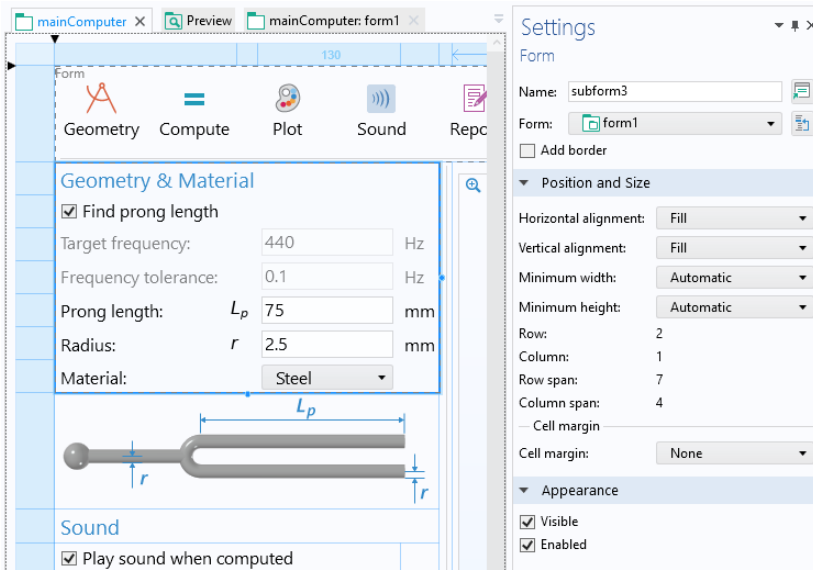 mainComputer
Preview
mainComputer: form1
130
Form
Geometry Compute Plot Sound Repo
Geometry & Material
Find prong length
Target frequency: 440 Hz
Frequency tolerance: 0.1 Hz
Prong length: Lp 75 mm
Radius: r 2.5 mm
Material: Steel
Lp
r
r
Sound
Play sound when computed
Settings
Form
Name: subform3
Form: form1
Add border
Position and Size
Horizontal alignment: Fill
Vertical alignment: Fill
Minimum width: Automatic
Minimum height: Automatic
Row: 2
Column: 1
Row span: 7
Column span: 4
Cell margin
Cell margin: None
Appearance
Visible
Enabled